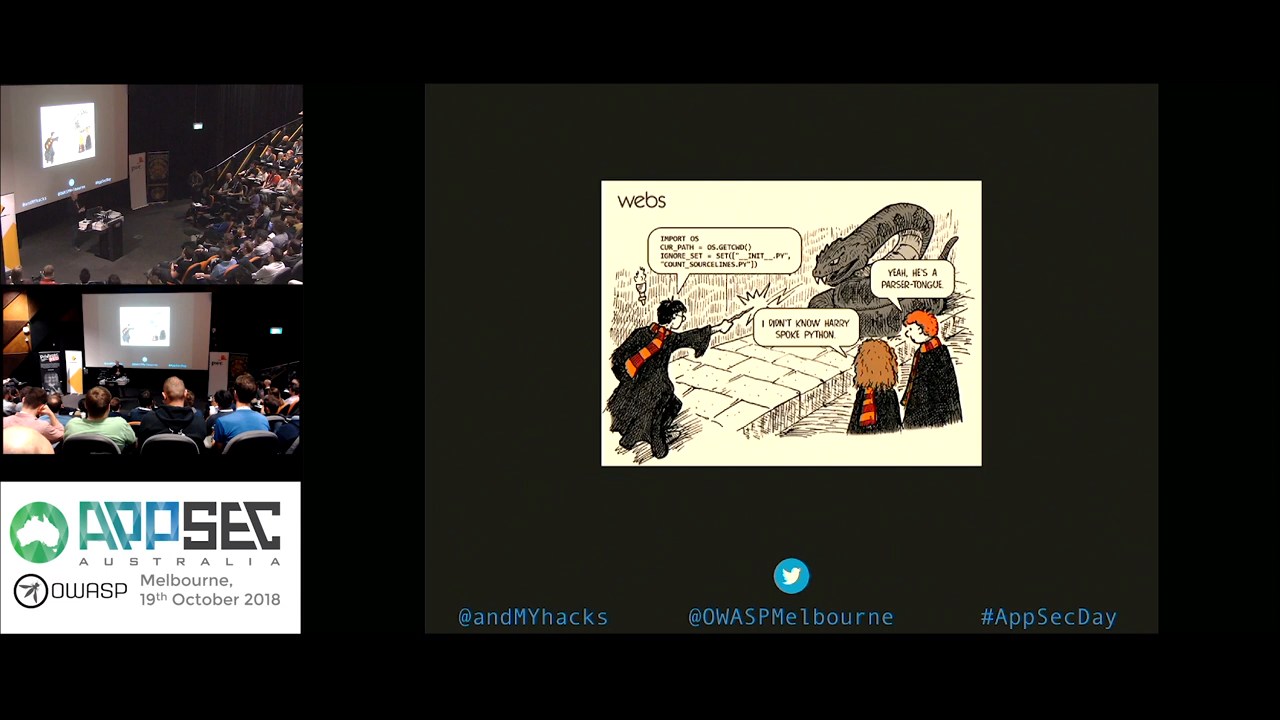 webs
IMPORT OS
CUR_PATH = OS.GETCWD()
IGNORE_SET = SET(["__INIT__.PY",
"COUNT_SOURCELINES.PY"])
YEAH, HE'S A
PARSER-TONGUE.
I DIDN'T KNOW HARRY
SPOKE PYTHON.
@andMYhacks
@OWASPMelbourne
#AppSecDay
APPSEC
AUSTRALIA
OWASP
Melbourne,
19th October 2018